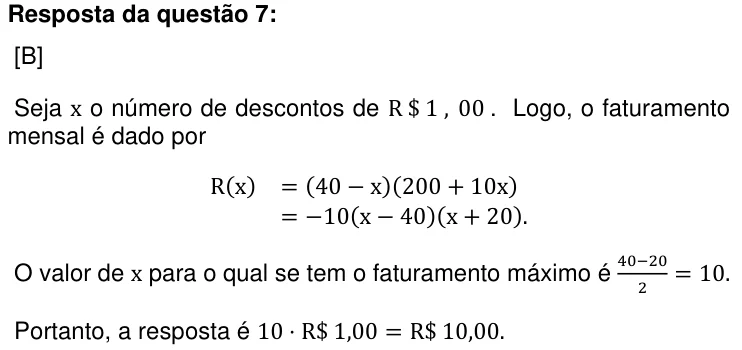 Resposta da questão 7:
[B]
Seja x o número de descontos de R $ 1 , 00 . Logo, o faturamento
mensal é dado por
R(x) = (40 − x)(200 + 10x)
= −10(x − 40)(x + 20).
O valor de x para o qual se tem o faturamento máximo é (40−20)/2 = 10.
Portanto, a resposta é 10 · R$ 1,00 = R$ 10,00.